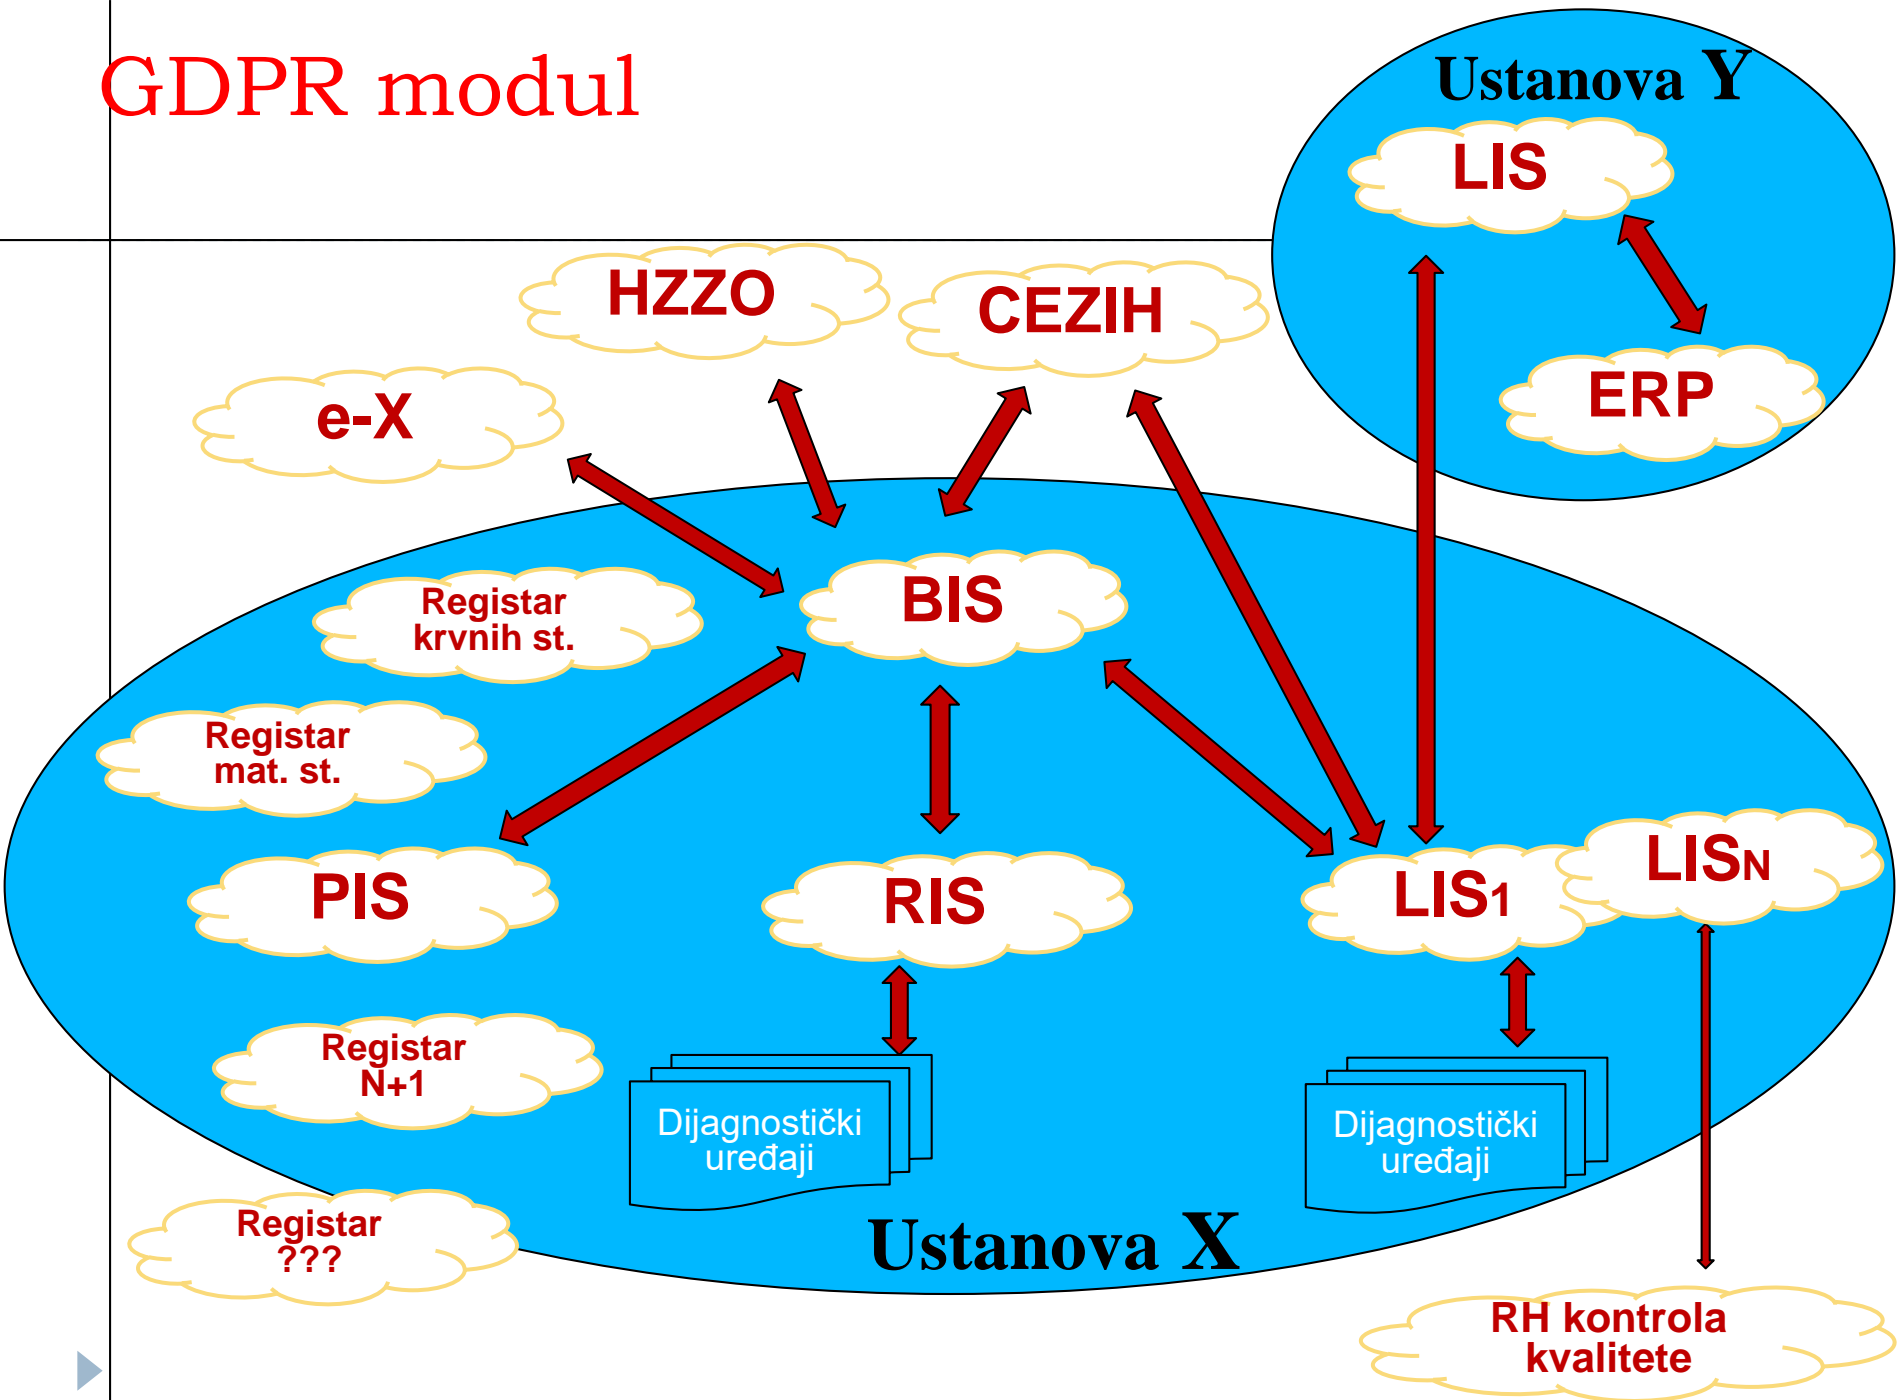 GDPR modul
Ustanova Y
LIS
HZZO
CEZIH
ERP
e-X
BIS
Registar
krvnih st.
Registar
mat. st.
PIS
RIS
LIS1
LISN
Registar
N+1
Dijagnostički
uređaji
Dijagnostički
uređaji
Registar
???
Ustanova X
RH kontrola
kvalitete